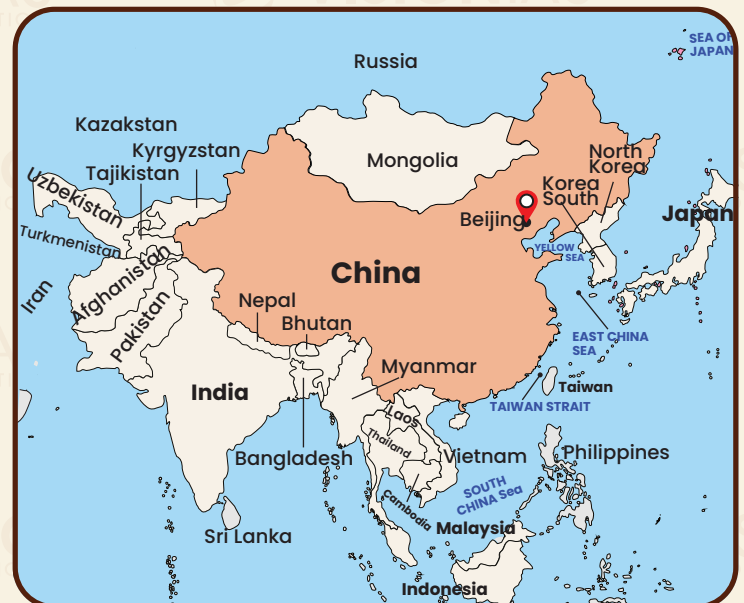 SEA OF
JAPAN
Russia
Kazakstan
Kyrgyzstan
Tajikistan
Uzbekistan
Turkmenistan
Mongolia
North
Korea
Korea
South
Japan
Beijing
YELLOW
SEA
China
Iran
Afghanistan
Pakistan
Nepal
Bhutan
EAST CHINA
SEA
Myanmar
India
Taiwan
TAIWAN STRAIT
Laos
Thailand
Bangladesh
Vietnam
Philippines
SOUTH
CHINA Sea
Cambodia
Sri Lanka
Malaysia
Indonesia